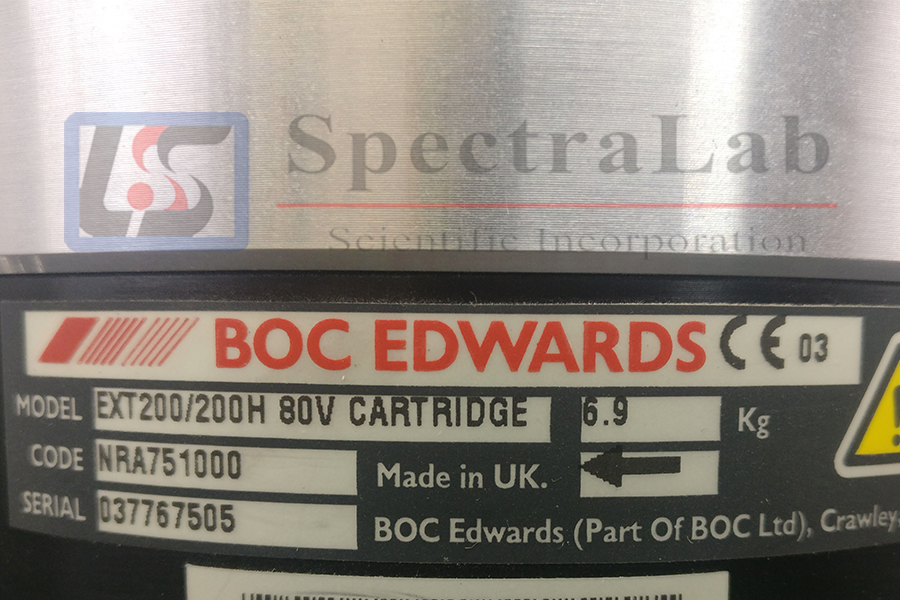 LSS
SpectraLab
Scientific Incorporation
BOC EDWARDS CE 03
MODEL EXT200/200H 80V CARTRIDGE 6.9 Kg
CODE NRA751000 Made in UK.
SERIAL 037767505 BOC Edwards (Part Of BOC Ltd), Crawley